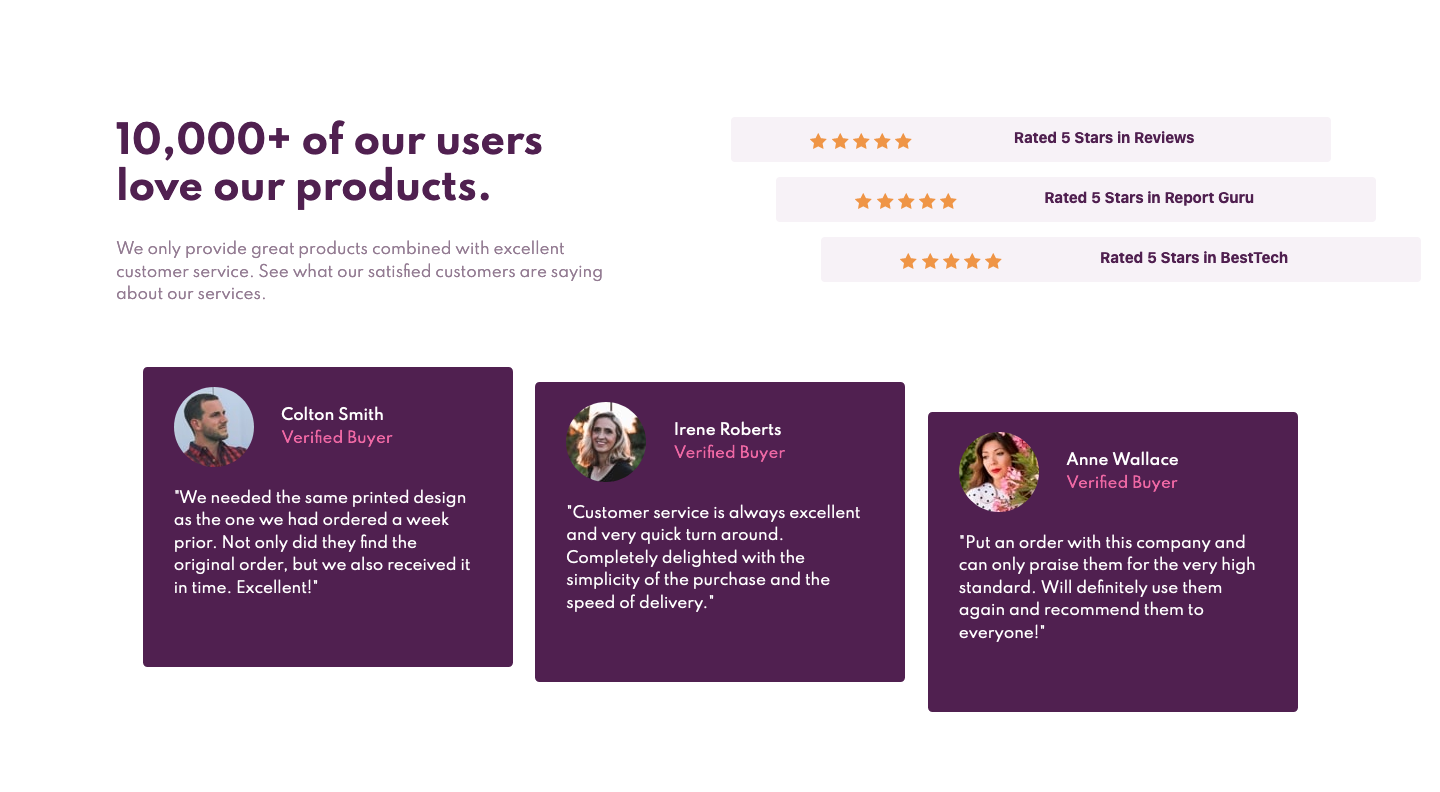 10,000+ of our users
love our products.
We only provide great products combined with excellent
customer service. See what our satisfied customers are saying
about our services.
Rated 5 Stars in Reviews
Rated 5 Stars in Report Guru
Rated 5 Stars in BestTech
Colton Smith
Verified Buyer
"We needed the same printed design
as the one we had ordered a week
prior. Not only did they find the
original order, but we also received it
in time. Excellent!"
Irene Roberts
Verified Buyer
"Customer service is always excellent
and very quick turn around.
Completely delighted with the
simplicity of the purchase and the
speed of delivery."
Anne Wallace
Verified Buyer
"Put an order with this company and
can only praise them for the very high
standard. Will definitely use them
again and recommend them to
everyone!"